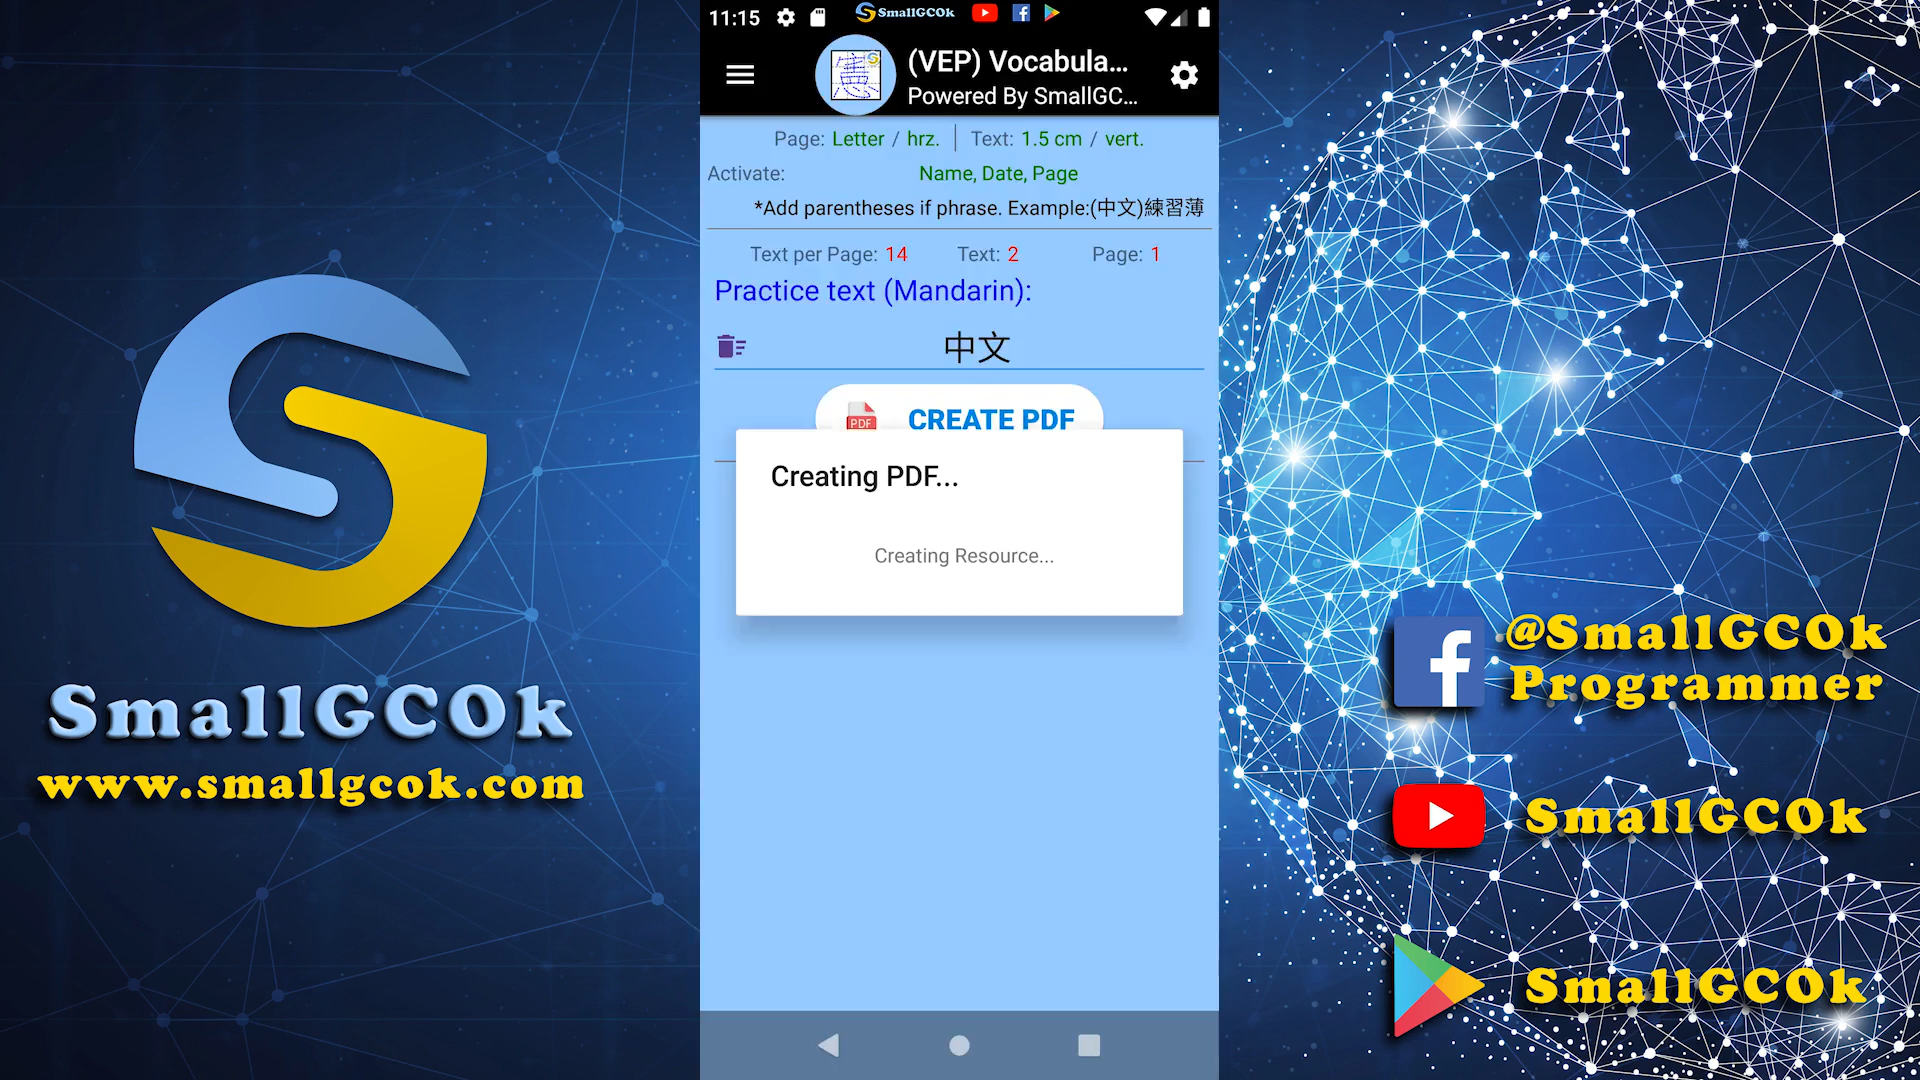 SmallGCOk
www.smallgcok.com
11:15
SmallGCOk
(VEP) Vocabula...
Powered By SmallGC...
Page: Letter / hrz. | Text: 1.5 cm / vert.
Activate: Name, Date, Page
*Add parentheses if phrase. Example:(中文)練習薄
Text per Page: 14 Text: 2 Page: 1
Practice text (Mandarin):
中文
PDF CREATE PDF
Creating PDF...
Creating Resource...
@SmallGCOk
Programmer
SmallGCOk
SmallGCOk